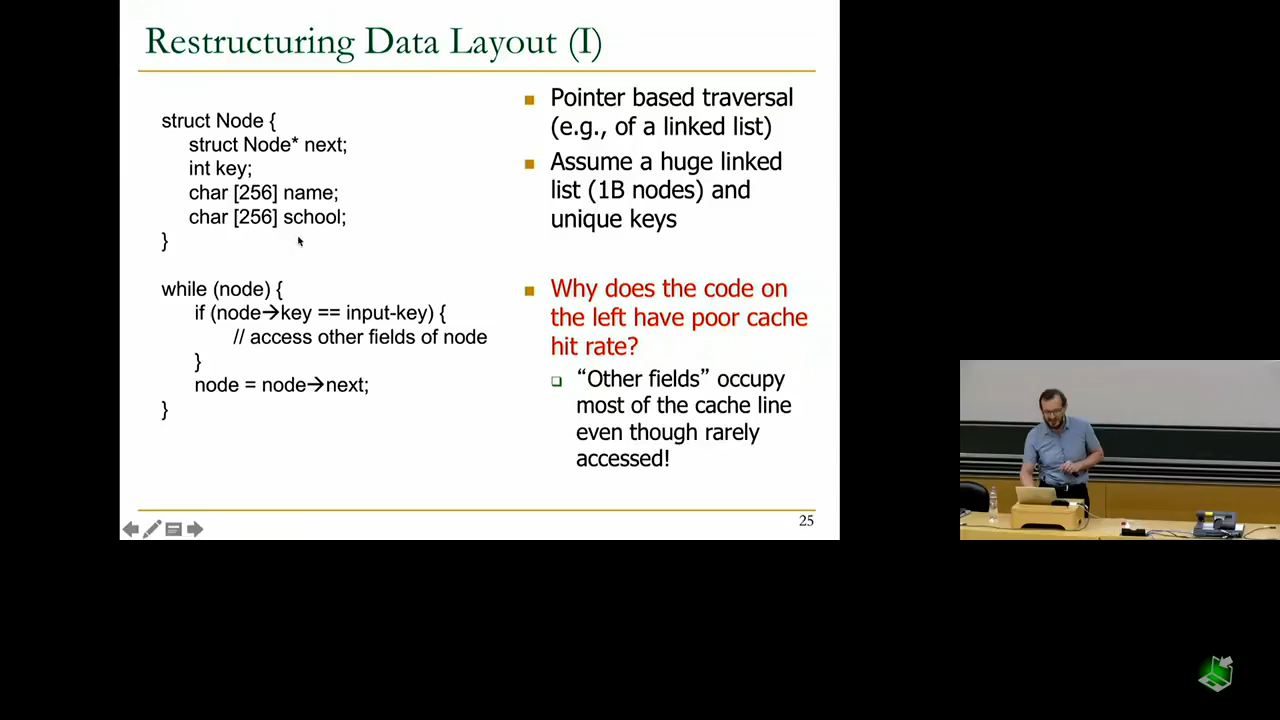 Restructuring Data Layout (I)
struct Node {
struct Node* next;
int key;
char [256] name;
char [256] school;
}
while (node) {
if (node→key == input-key) {
// access other fields of node
}
node = node→next;
}
Pointer based traversal
(e.g., of a linked list)
Assume a huge linked
list (1B nodes) and
unique keys
Why does the code on
the left have poor cache
hit rate?
“Other fields” occupy
most of the cache line
even though rarely
accessed!
25